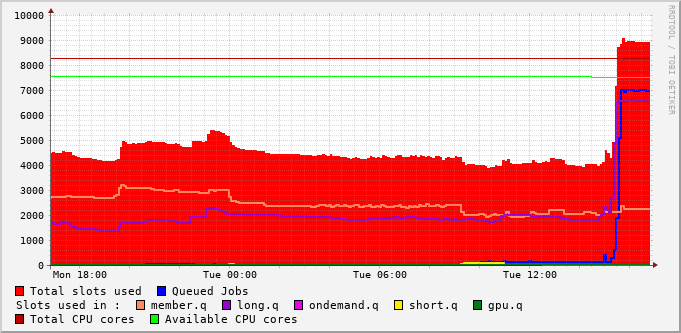 10000
9000
8000
7000
6000
5000
4000
3000
2000
1000
0
Mon 18:00 Tue 00:00 Tue 06:00 Tue 12:00
RRDTOOL / TOBI OETIKER
Total slots used Queued Jobs
Slots used in : member.q long.q ondemand.q short.q gpu.q
Total CPU cores Available CPU cores